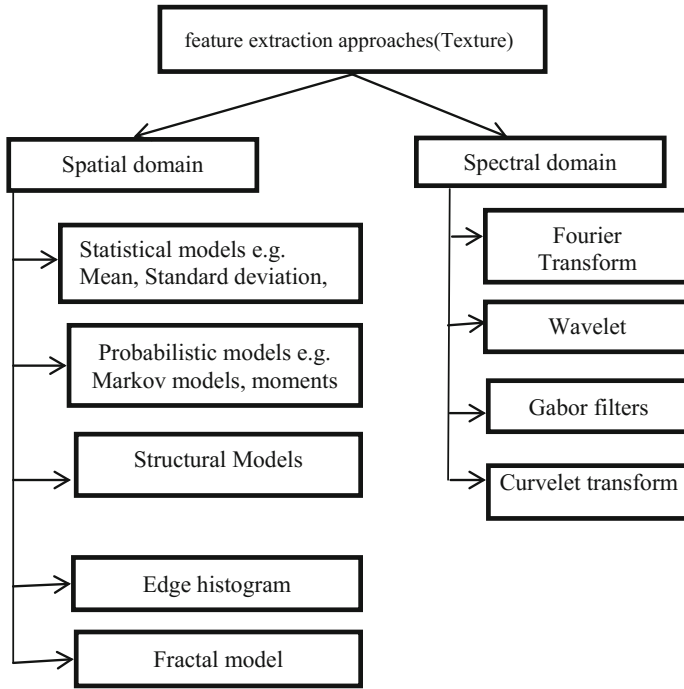 feature extraction approaches(Texture)
Spatial domain
Statistical models e.g.
Mean, Standard deviation,
Probabilistic models e.g.
Markov models, moments
Structural Models
Edge histogram
Fractal model
Spectral domain
Fourier
Transform
Wavelet
Gabor filters
Curvelet transform